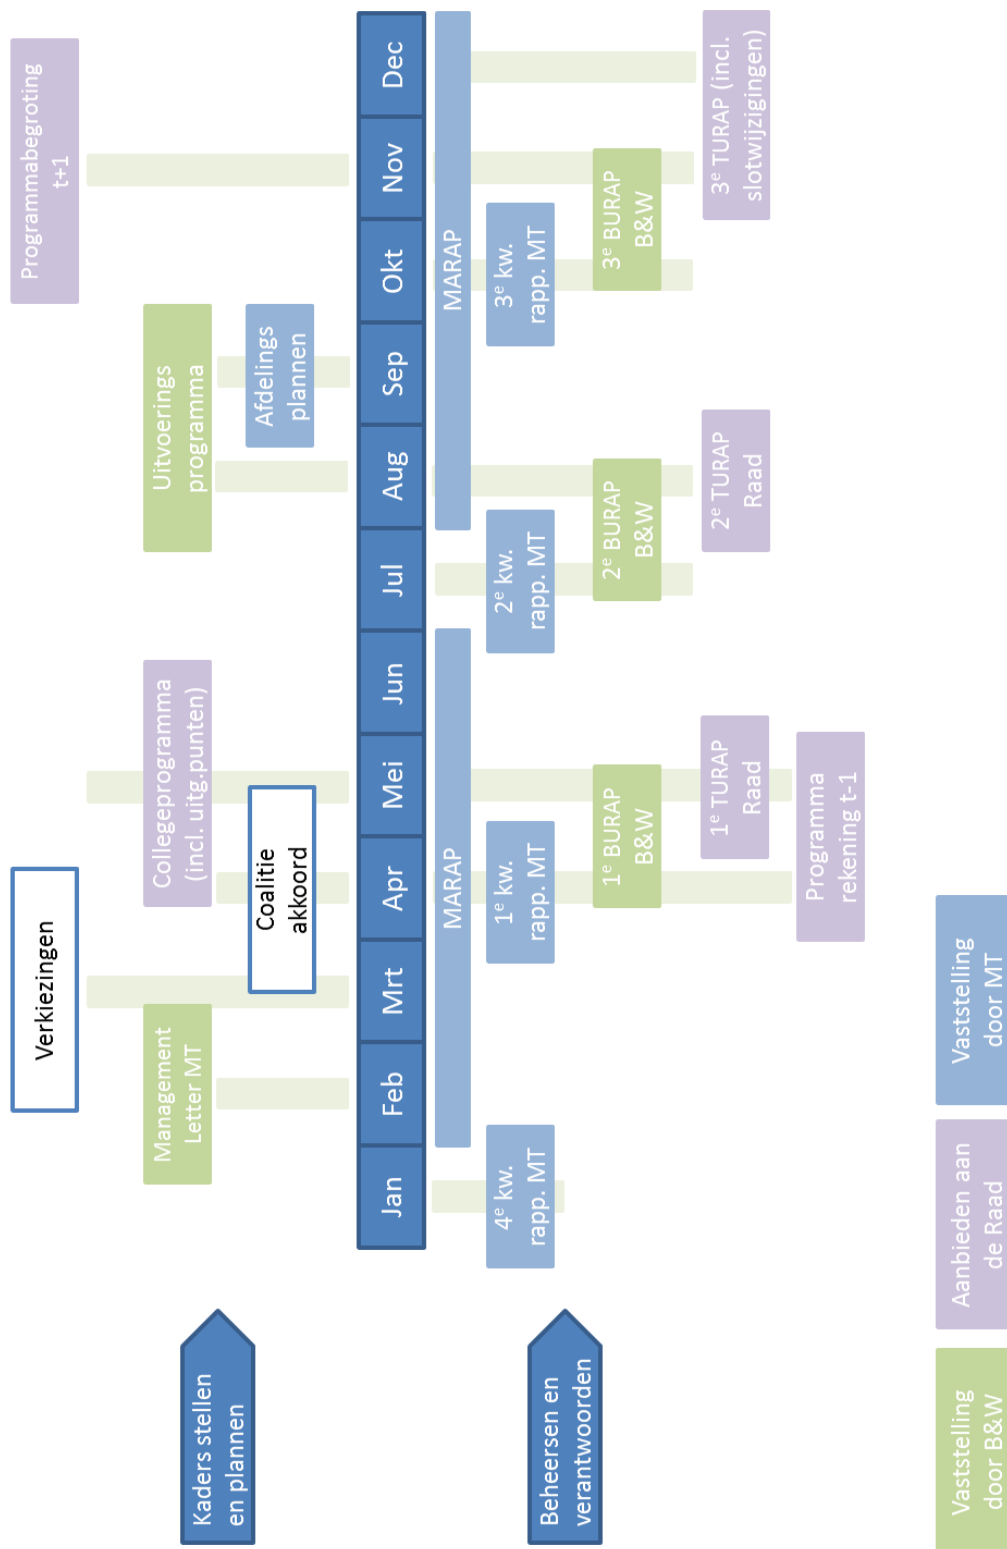 Verkiezingen
Programmabegroting
t+1
Management
Letter MT
Collegeprogramma
(incl. uitg.punten)
Uitvoerings
programma
Kaders stellen
en plannen
Coalitie
akkoord
Afdelings
plannen
Jan
Feb
Mrt
Apr
Mei
Jun
Jul
Aug
Sep
Okt
Nov
Dec
MARAP
MARAP
Beheersen en
verantwoorden
4e kw.
rapp. MT
1e kw.
rapp. MT
2e kw.
rapp. MT
3e kw.
rapp. MT
1e BURAP
B&W
2e BURAP
B&W
3e BURAP
B&W
1e TURAP
Raad
2e TURAP
Raad
3e TURAP (incl.
slotwijzigingen)
Programma
rekening t-1
Vaststelling
door B&W
Aanbieden aan
de Raad
Vaststelling
door MT